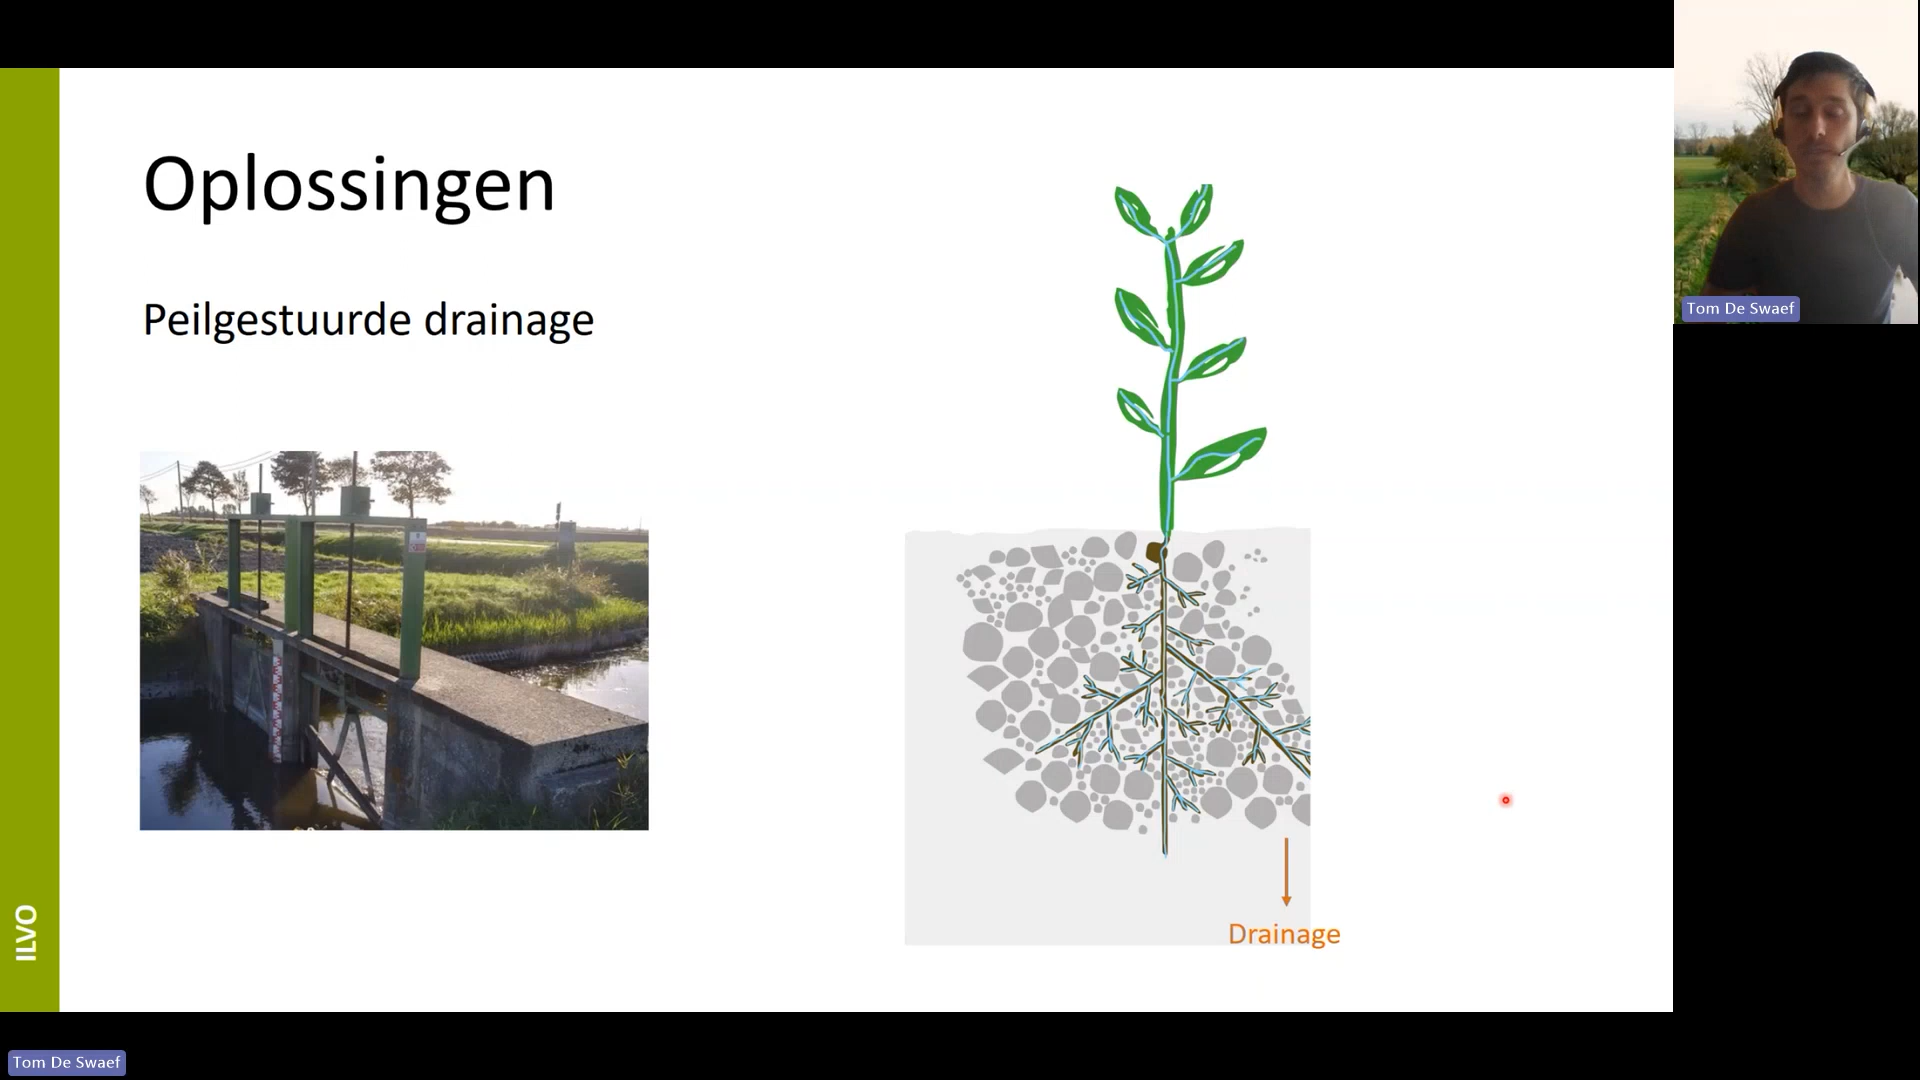 Oplossingen
Peilgestuurde drainage
Drainage
ILVO
Tom De Swaef
Tom De Swaef